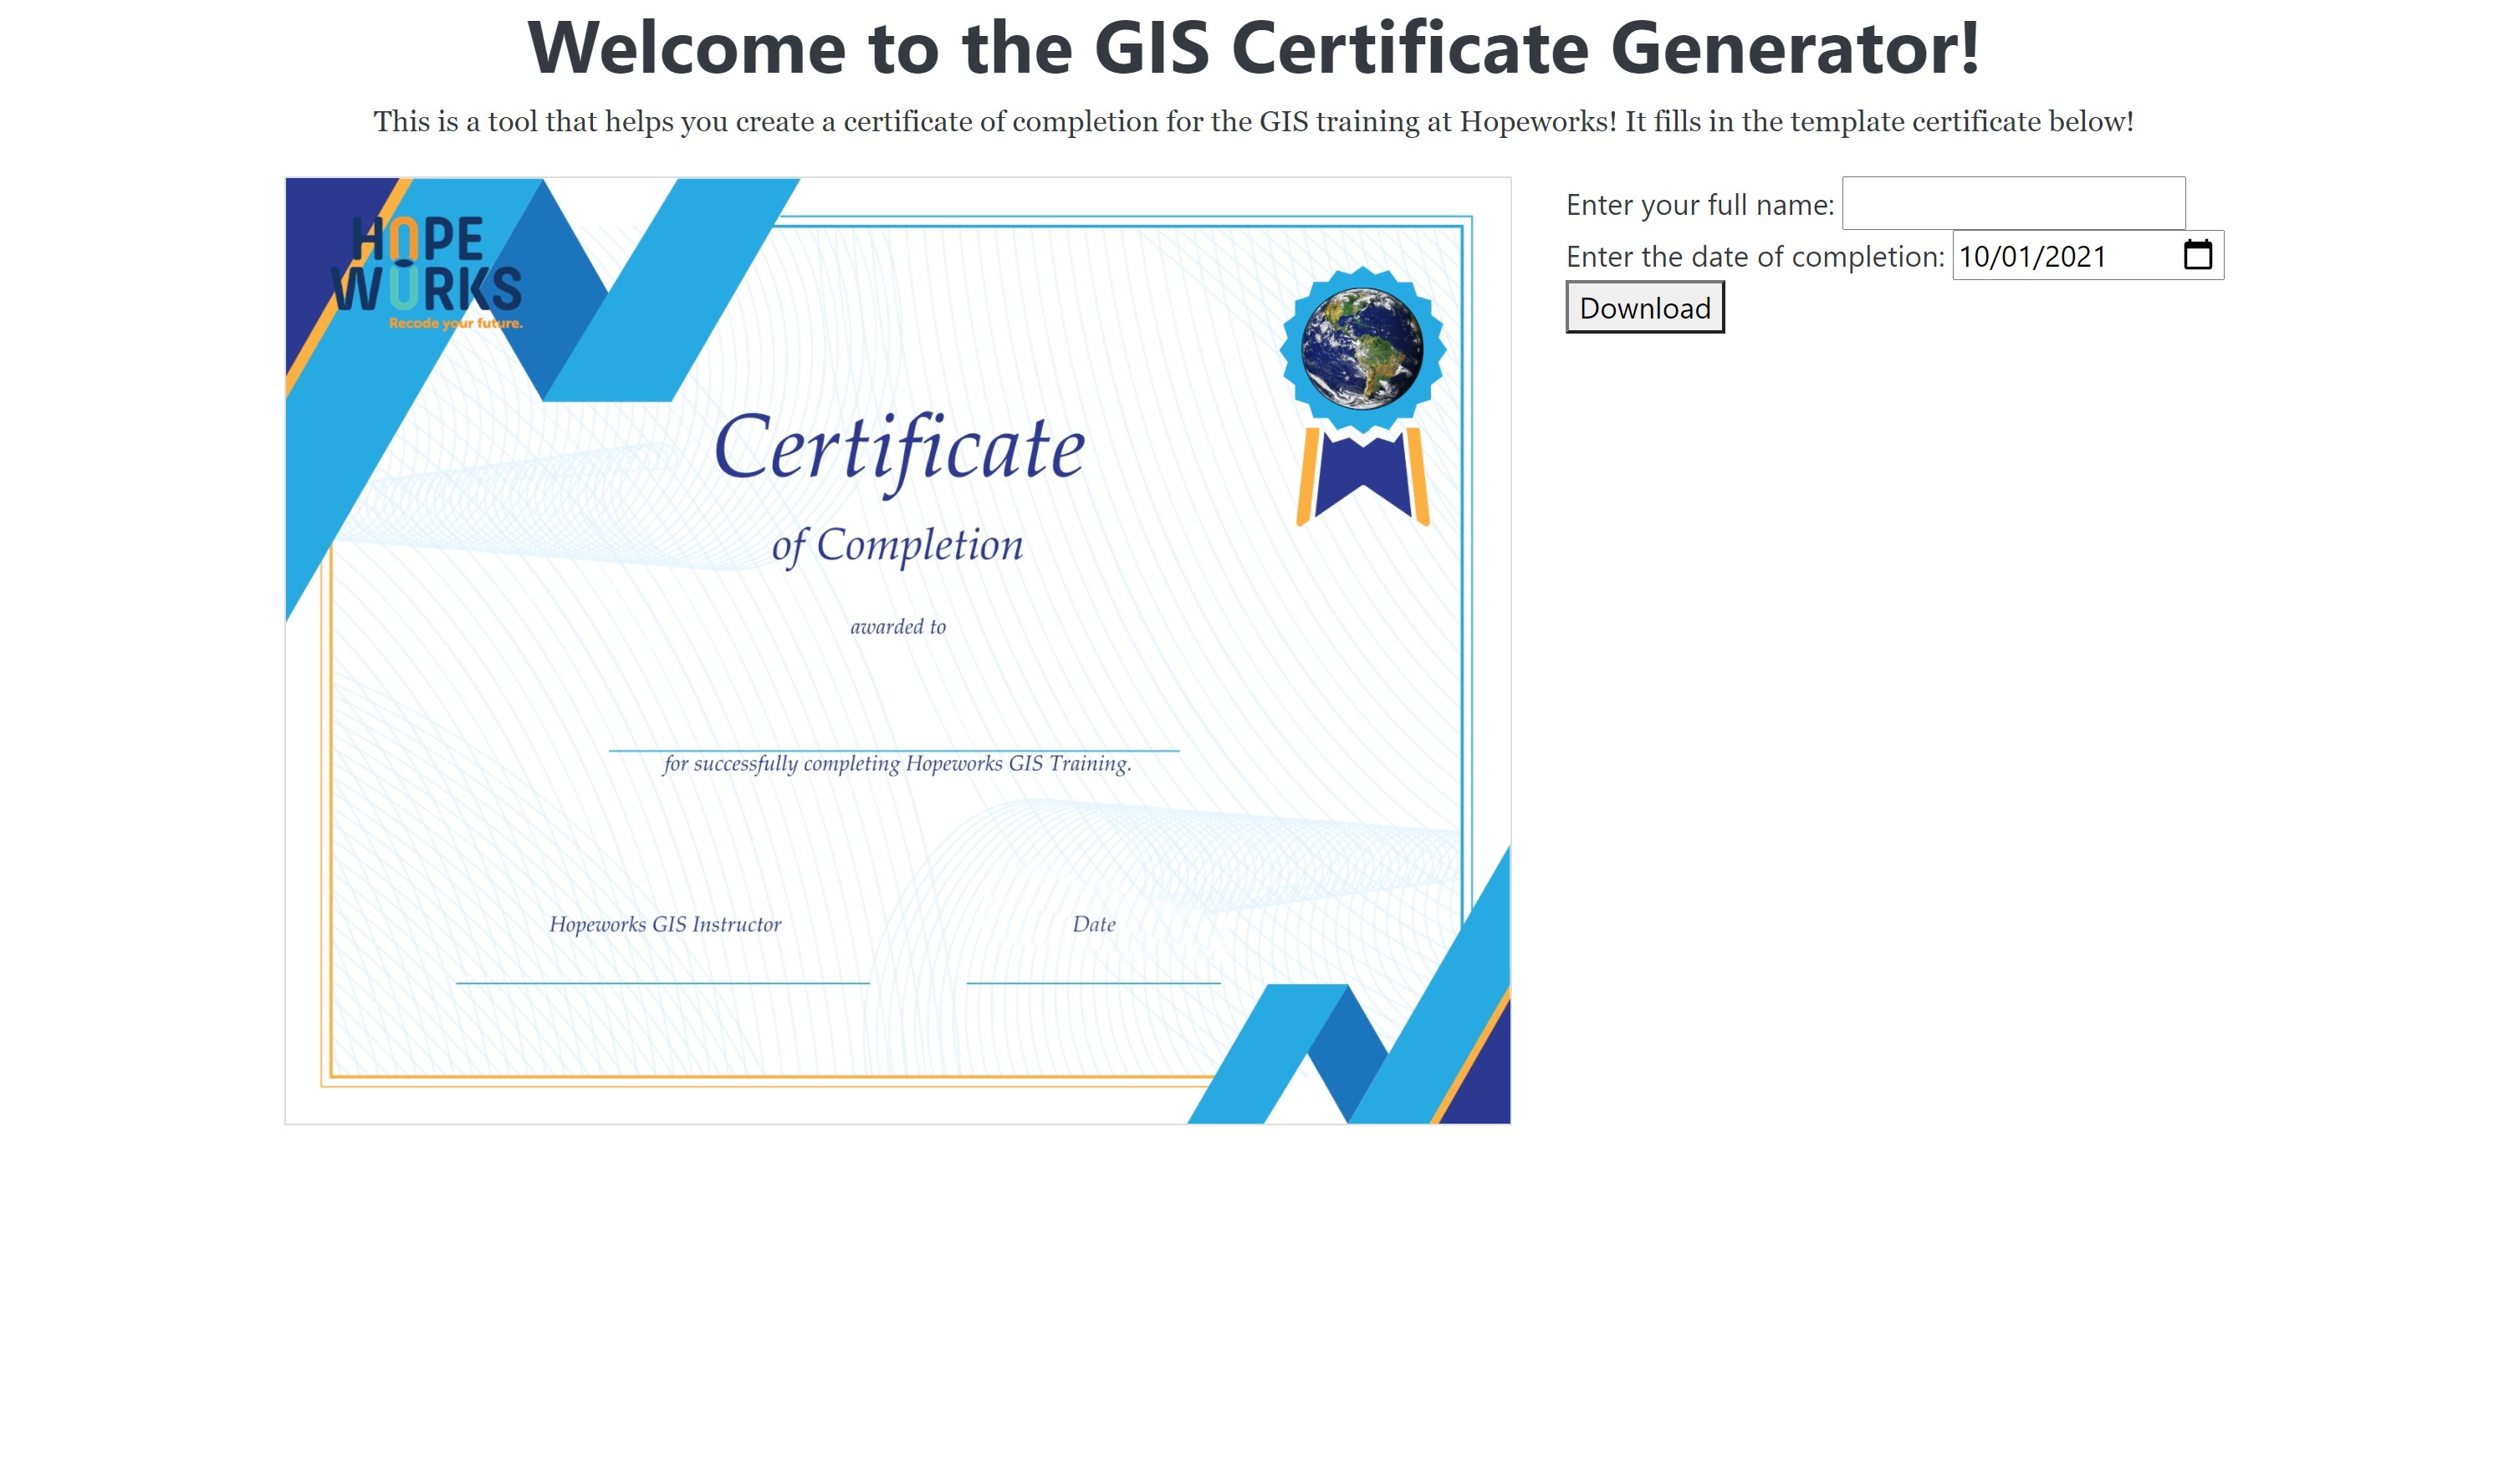 Welcome to the GIS Certificate Generator!
This is a tool that helps you create a certificate of completion for the GIS training at Hopeworks! It fills in the template certificate below!
HOPE
WORKS
Recode your future.
Certificate
of Completion
awarded to
for successfully completing Hopeworks GIS Training.
Hopeworks GIS Instructor
Date
Enter your full name:
Enter the date of completion: 10/01/2021
Download